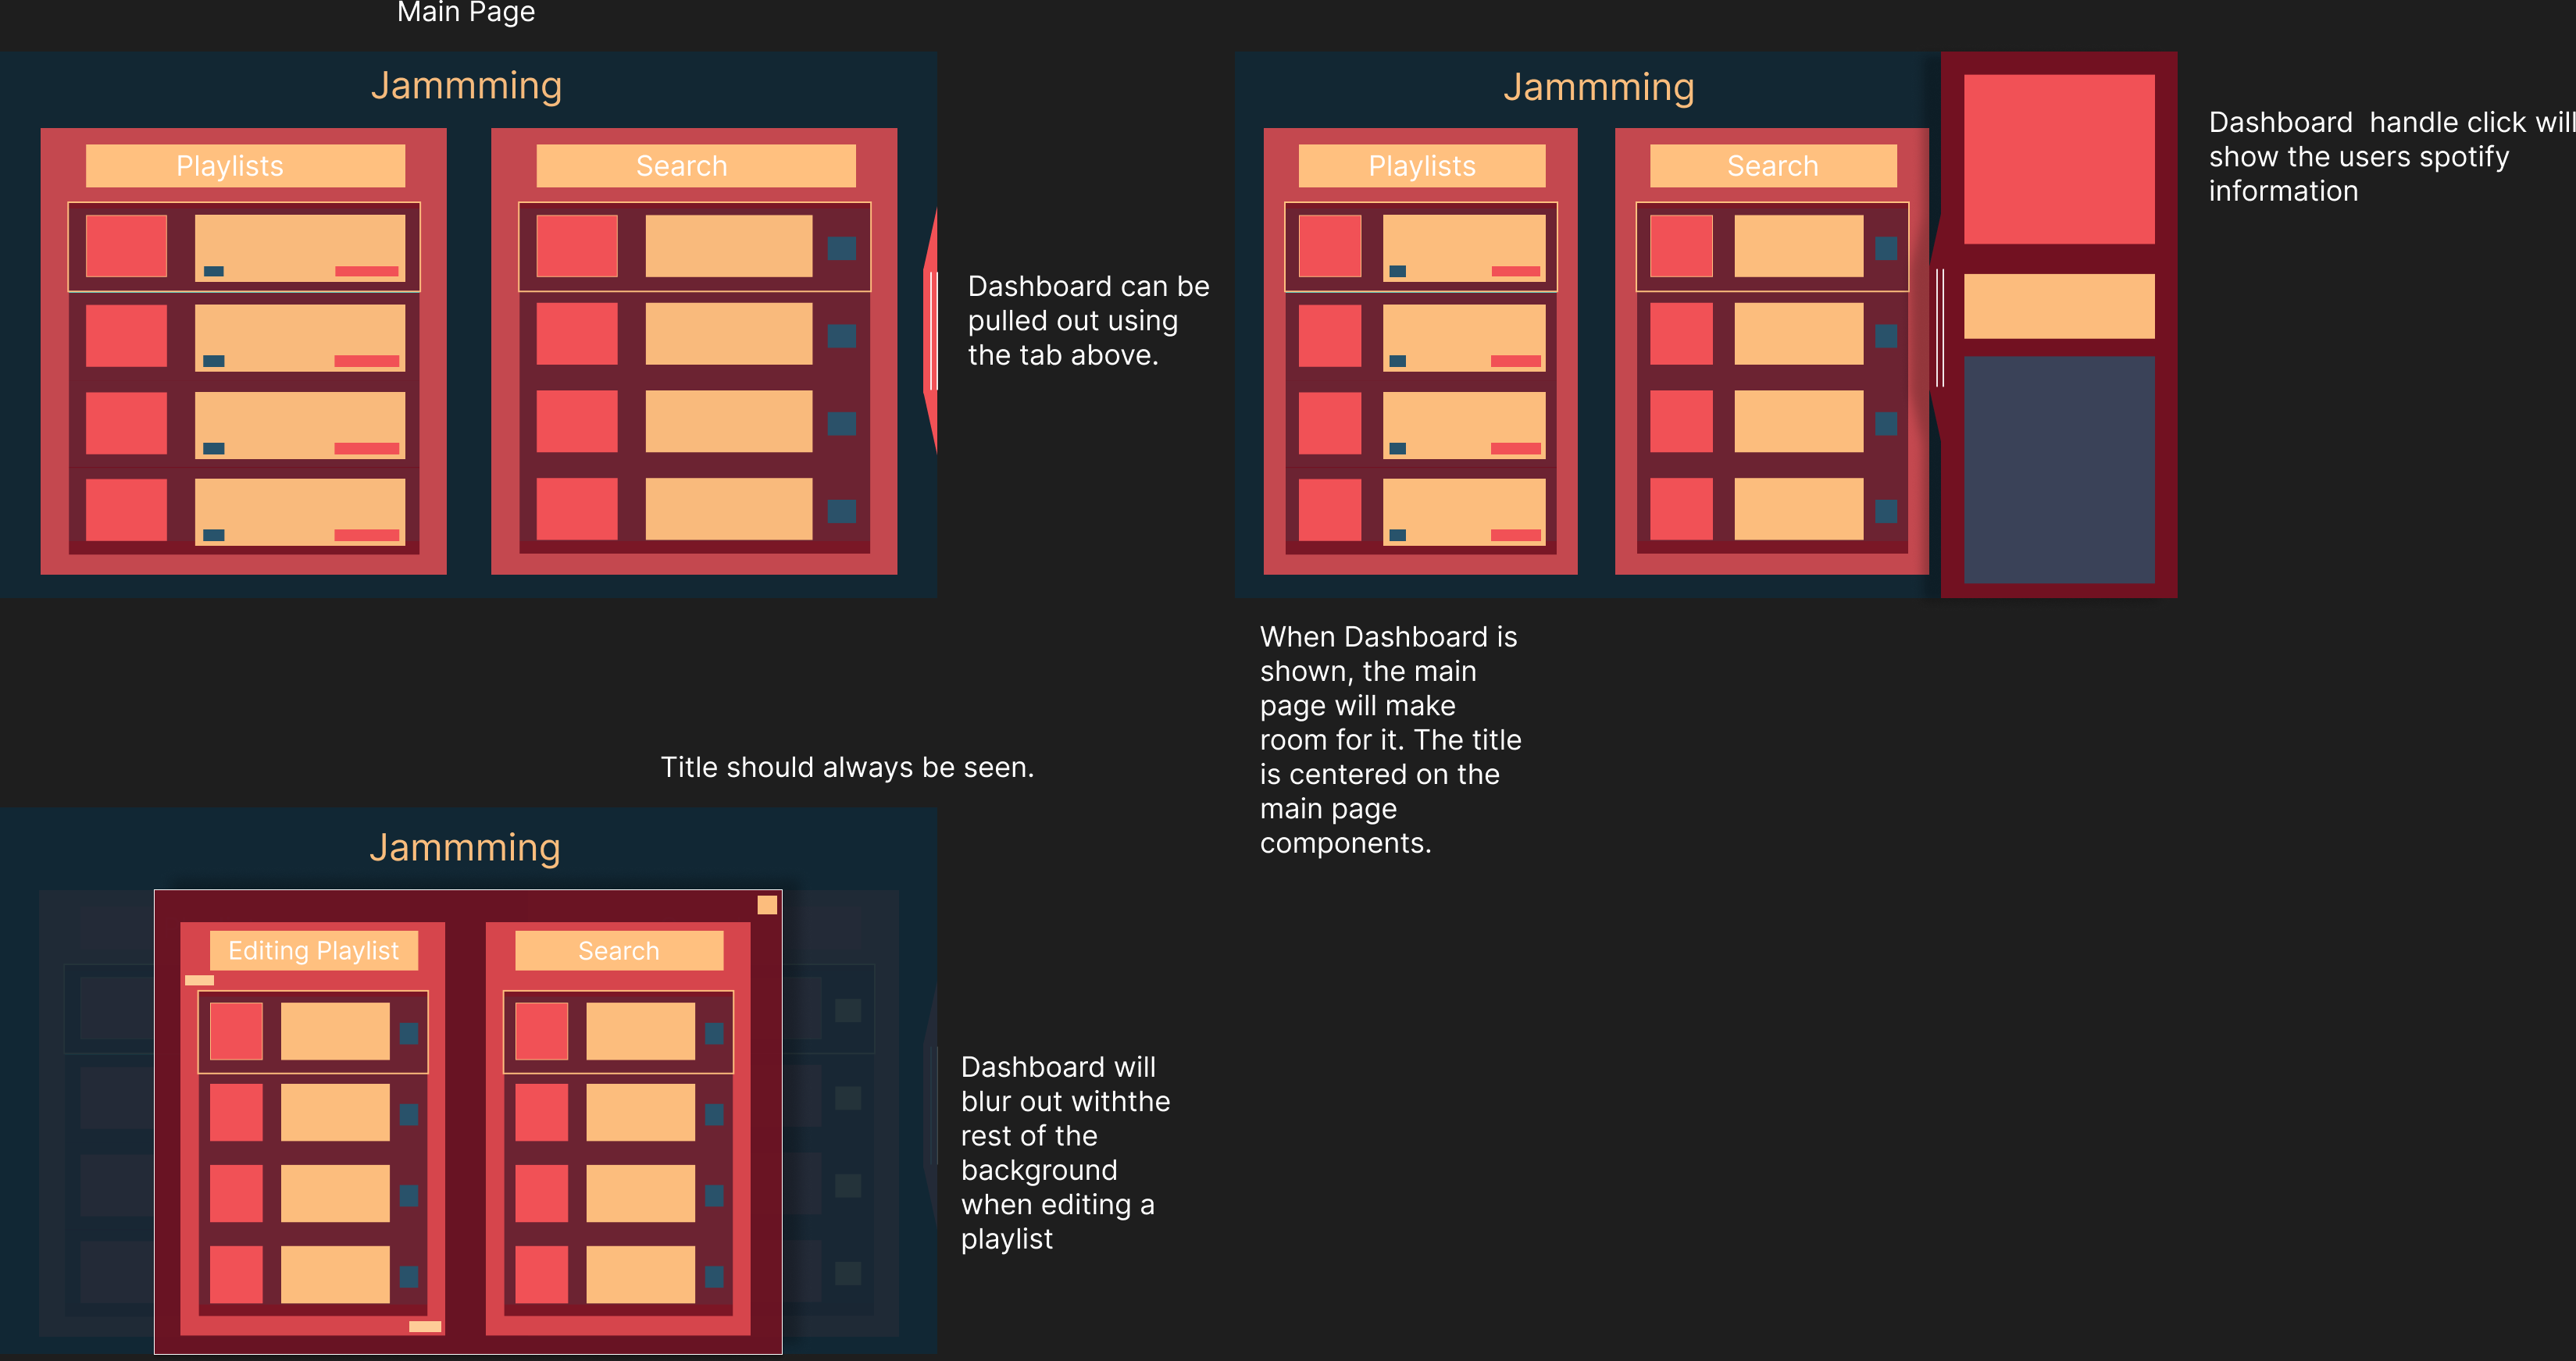 Main Page
Jammming
Playlists
Search
Dashboard can be
pulled out using
the tab above.
Jammming
Playlists
Search
Dashboard  handle click will
show the users spotify
information
When Dashboard is
shown, the main
page will make
room for it. The title
is centered on the
main page
components.
Title should always be seen.
Jammming
Editing Playlist
Search
Dashboard will
blur out withthe
rest of the
background
when editing a
playlist